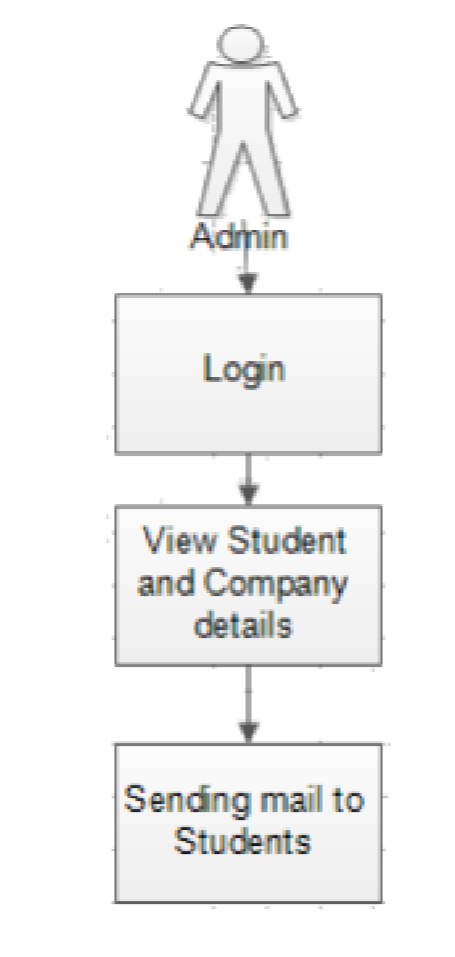 Admin
Login
View Student
and Company
details
Sending mail to
Students